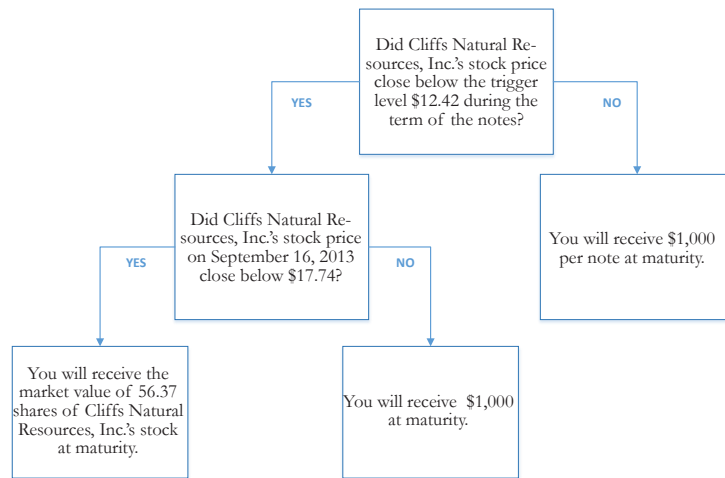 Did Cliffs Natural Re-
sources, Inc.'s stock price
close below the trigger
level $12.42 during the
term of the notes?
YES
NO
Did Cliffs Natural Re-
sources, Inc.'s stock price
on September 16, 2013
close below $17.74?
You will receive $1,000
per note at maturity.
YES
NO
You will receive the
market value of 56.37
shares of Cliffs Natural
Resources, Inc.'s stock
at maturity.
You will receive $1,000
at maturity.